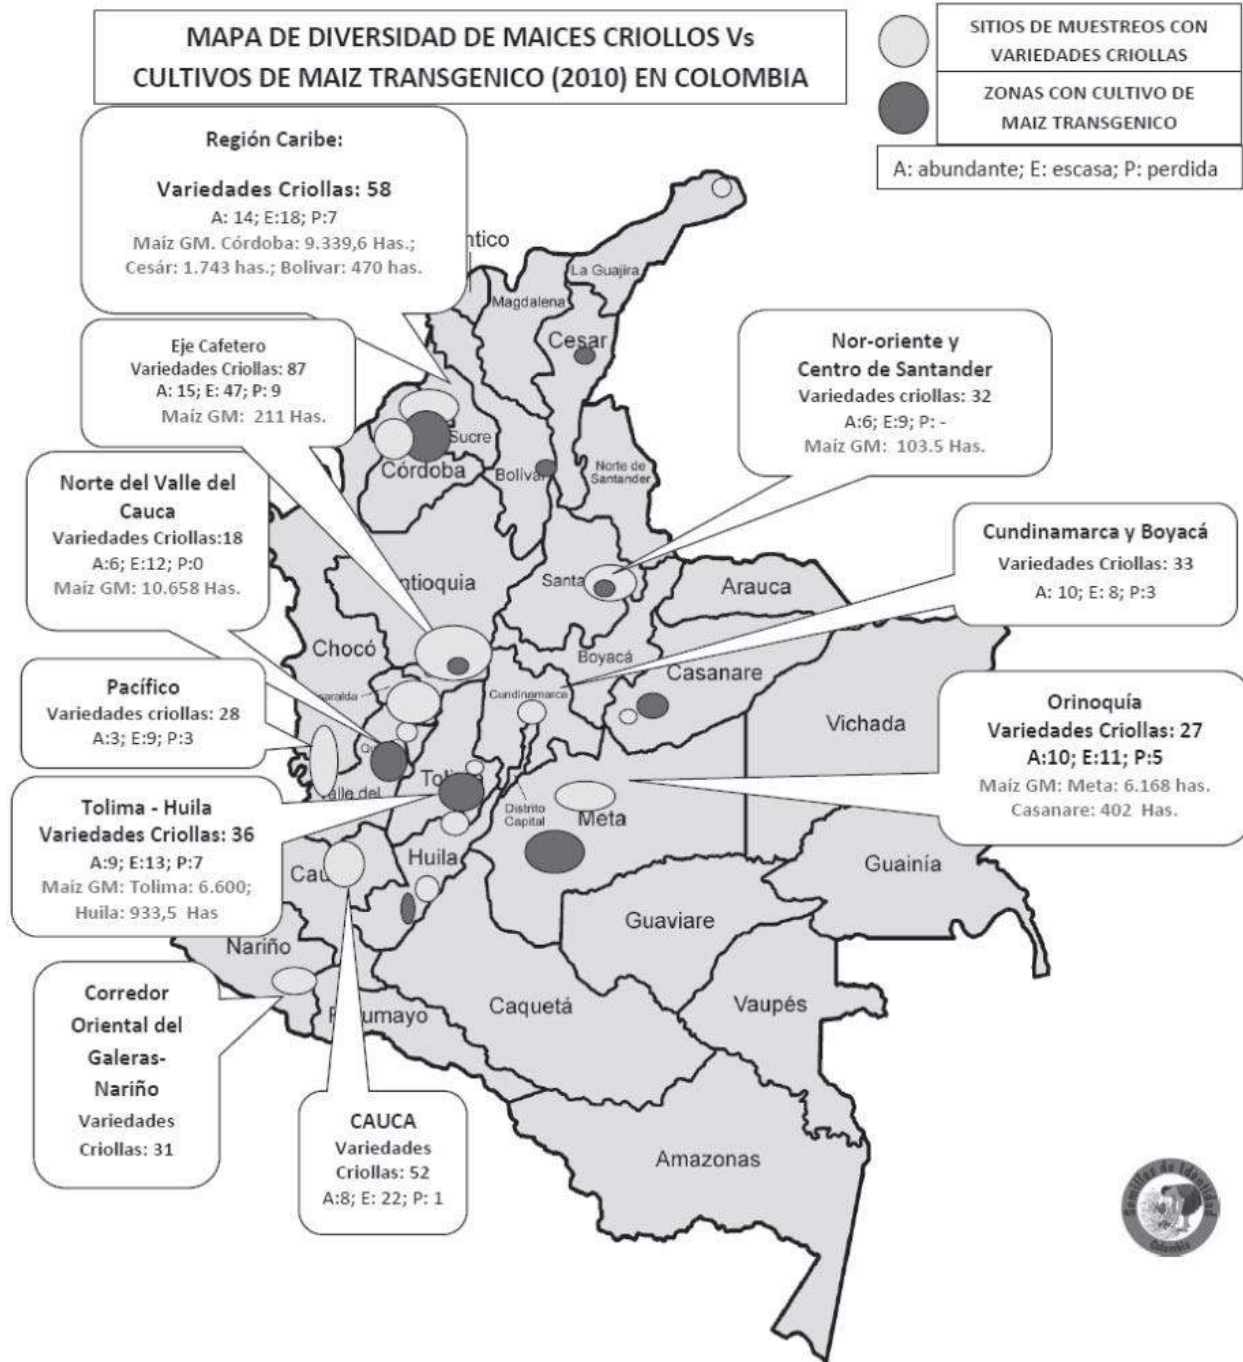 MAPA DE DIVERSIDAD DE MAICES CRIOLLOS Vs
CULTIVOS DE MAIZ TRANSGENICO (2010) EN COLOMBIA
SITIOS DE MUESTREOS CON
VARIEDADES CRIOLLAS
ZONAS CON CULTIVO DE
MAIZ TRANSGENICO
A: abundante; E: escasa; P: perdida
Región Caribe:
Variedades Criollas: 58
A: 14; E:18; P:7
Maíz GM. Córdoba: 9.339,6 Has.;
Cesár: 1.743 has.; Bolivar: 470 has.
Eje Cafetero
Variedades Criollas: 87
A: 15; E: 47; P: 9
Maíz GM: 211 Has.
Norte del Valle del
Cauca
Variedades Criollas:18
A:6; E:12; P:0
Maíz GM: 10.658 Has.
Pacífico
Variedades criollas: 28
A:3; E:9; P:3
Tolima - Huila
Variedades Criollas: 36
A:9; E:13; P:7
Maíz GM: Tolima: 6.600;
Huila: 933,5 Has
Corredor
Oriental del
Galeras-
Nariño
Variedades
Criollas: 31
CAUCA
Variedades
Criollas: 52
A:8; E: 22; P: 1
Nor-oriente y
Centro de Santander
Variedades criollas: 32
A:6; E:9; P: -
Maíz GM: 103.5 Has.
Cundinamarca y Boyacá
Variedades Criollas: 33
A: 10; E: 8; P:3
Orinoquía
Variedades Criollas: 27
A:10; E:11; P:5
Maíz GM: Meta: 6.168 has.
Casanare: 402 Has.
ntico
La Guajira
Magdalena
Cesar
Sucre
Córdoba
Bolívar
Norte de
Santander
ntioquia
Santa
Arauca
Chocó
Boyacá
Casanare
saralda
Cundinamarca
Vichada
Qu
Tolima
Valle del
Distrito
Capital
Meta
Cau
Huila
Guainía
Guaviare
Nariño
Caquetá
Vaupés
P umayo
Amazonas
Semillas de Identidad
Colombia